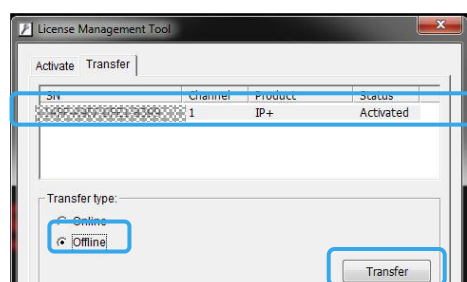 License Management Tool
Activate Transfer
SN Channel Product Status
1 IP+ Activated
Transfer type:
Online
Offline
Transfer